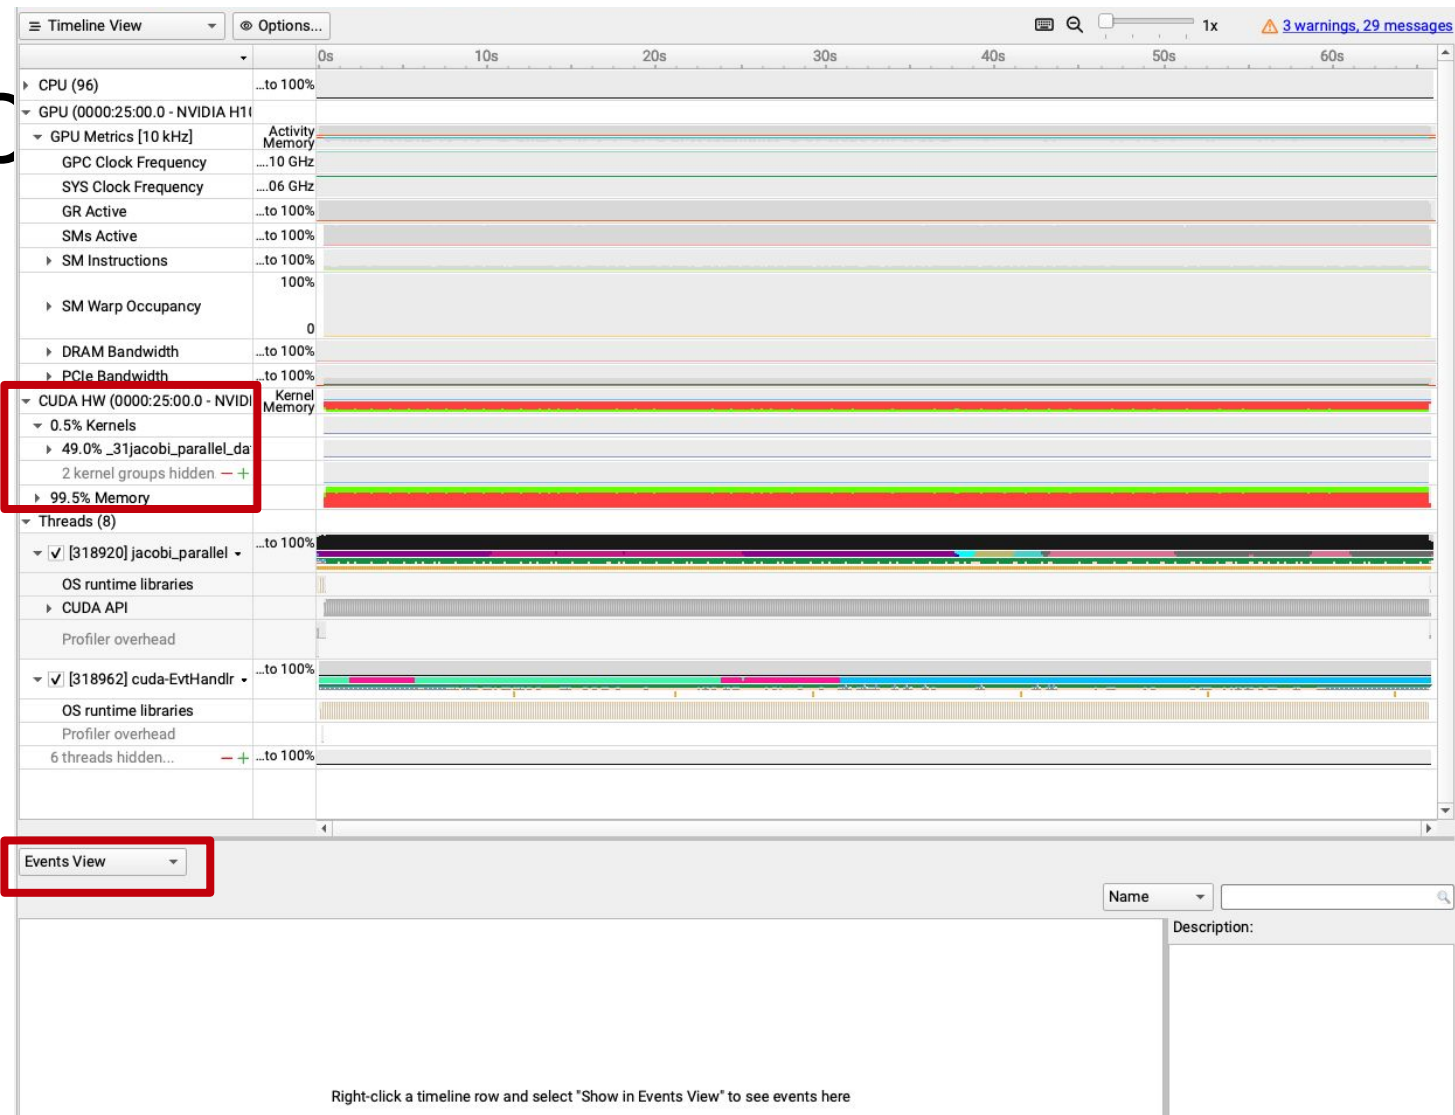 Timeline View Options... 1x 3 warnings, 29 messages
0s 10s 20s 30s 40s 50s 60s
CPU (96) ...to 100%
GPU (0000:25:00.0 - NVIDIA H10
GPU Metrics [10 kHz] Activity
Memory
GPC Clock Frequency ....10 GHz
SYS Clock Frequency ....06 GHz
GR Active ...to 100%
SMs Active ...to 100%
SM Instructions ...to 100%
100%
SM Warp Occupancy
0
DRAM Bandwidth ...to 100%
PCIe Bandwidth ...to 100%
CUDA HW (0000:25:00.0 - NVIDI Kernel
Memory
0.5% Kernels
49.0% _31jacobi_parallel_da
2 kernel groups hidden
99.5% Memory
Threads (8)
[318920] jacobi_parallel ...to 100%
OS runtime libraries
CUDA API
Profiler overhead
[318962] cuda-EvtHandlr ...to 100%
OS runtime libraries
Profiler overhead
6 threads hidden... ...to 100%
Events View
Name
Description:
Right-click a timeline row and select "Show in Events View" to see events here